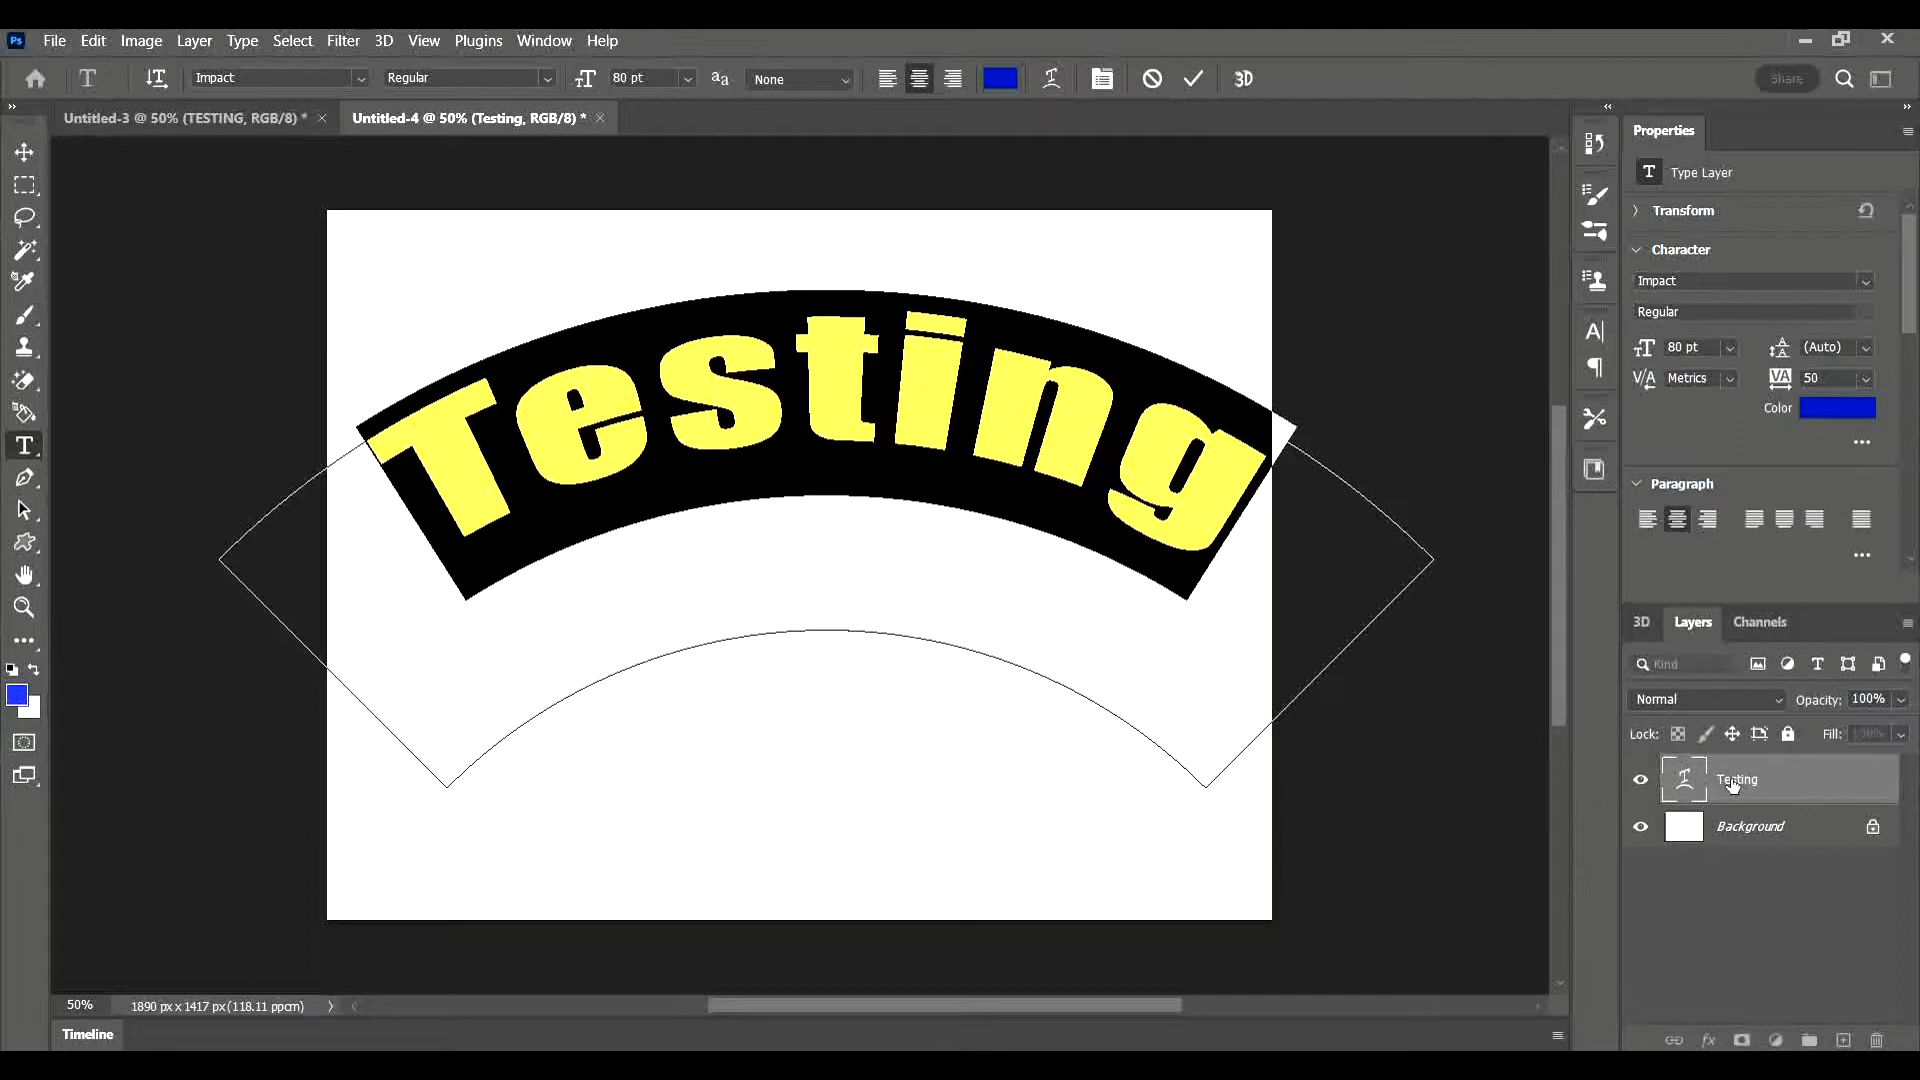 Ps File Edit Image Layer Type Select Filter 3D View Plugins Window Help
Impact Regular 80 pt aa None 3D Share
Untitled-3 @ 50% (TESTING, RGB/8) * Untitled-4 @ 50% (Testing, RGB/8) *
Properties
T Type Layer
Transform
Character
Impact
Regular
80 pt (Auto)
Metrics 50
Color
Paragraph
Testing
3D Layers Channels
Kind
Normal Opacity: 100%
Lock: Fill: 100%
Testing
Background
50% 1890 px x 1417 px (118.11 ppcm)
Timeline